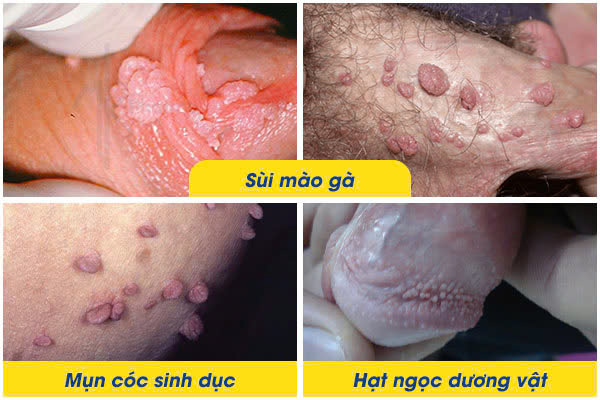 Sùi mào gà
Mụn cóc sinh dục
Hạt ngọc dương vật